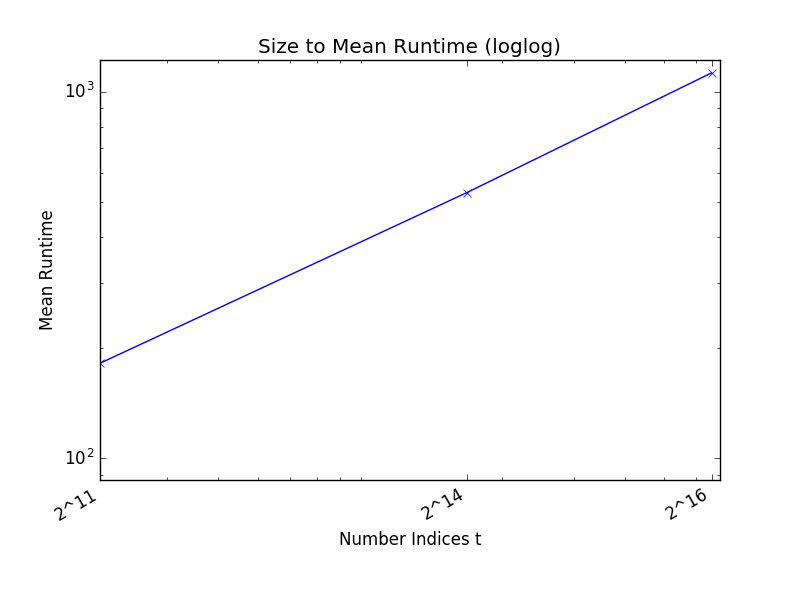 Size to Mean Runtime (loglog)
10^3
Mean Runtime
10^2
2^11
2^14
2^16
Number Indices t